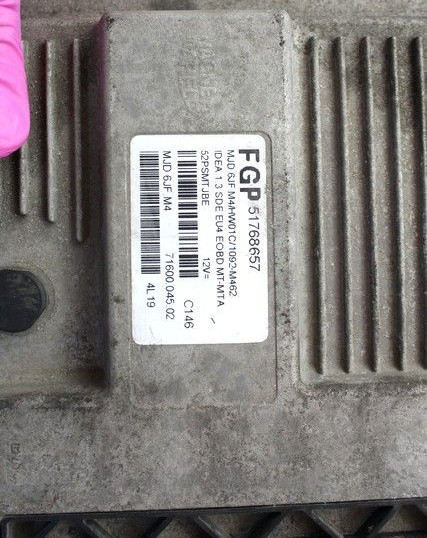 FGP 51768657
MJD 6JF M4/HW01C/1092-M462
IDEA 1.3 SDE EU4 EOBD MT-MTA
52PSMTJBE 12V=
C146
MJD 6JF M4 71600.045.02 4L 19